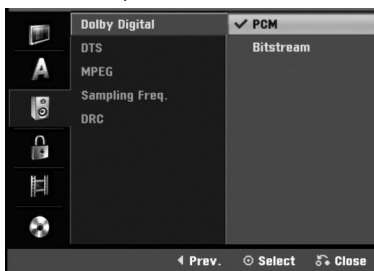 Dolby Digital
DTS
MPEG
Sampling Freq.
DRC
PCM
Bitstream
A
Prev.
Select
Close